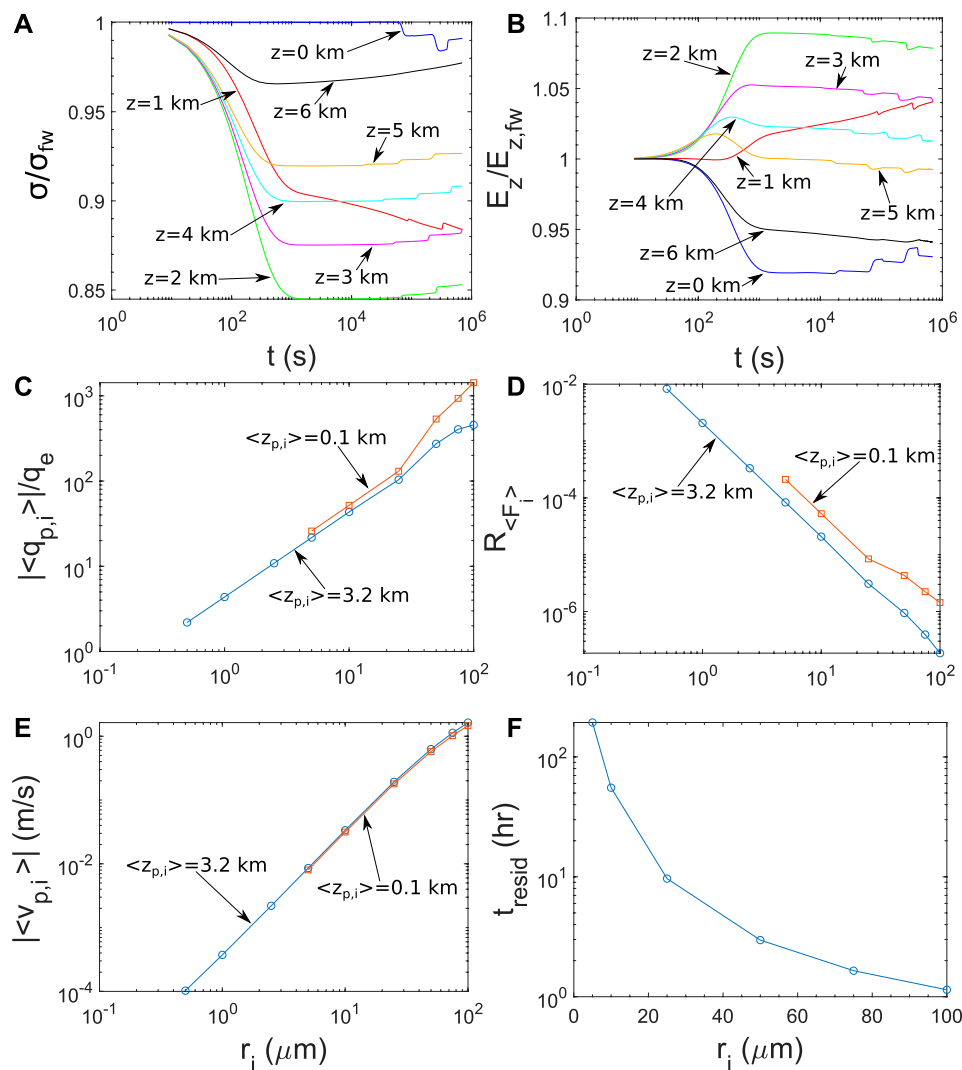 A
σ/σfw
1
0.95
0.9
0.85
z=0 km
z=1 km
z=6 km
z=5 km
z=4 km
z=2 km
z=3 km
10^0 10^2 10^4 10^6
t (s)
B
Ez/Ez,fw
1.1
1.05
1
0.95
0.9
z=2 km
z=3 km
z=1 km
z=4 km
z=5 km
z=6 km
z=0 km
10^0 10^2 10^4 10^6
t (s)
C
|<qp,i>|/qe
10^3
10^2
10^1
10^0
<zp,i>=0.1 km
<zp,i>=3.2 km
10^-1 10^0 10^1 10^2
D
R<Fi>
10^-2
10^-4
10^-6
<zp,i>=0.1 km
<zp,i>=3.2 km
10^-1 10^0 10^1 10^2
E
|<vp,i>| (m/s)
10^0
10^-2
10^-4
<zp,i>=3.2 km
<zp,i>=0.1 km
10^-1 10^0 10^1 10^2
ri (μm)
F
tresid (hr)
10^2
10^1
10^0
0 20 40 60 80 100
ri (μm)